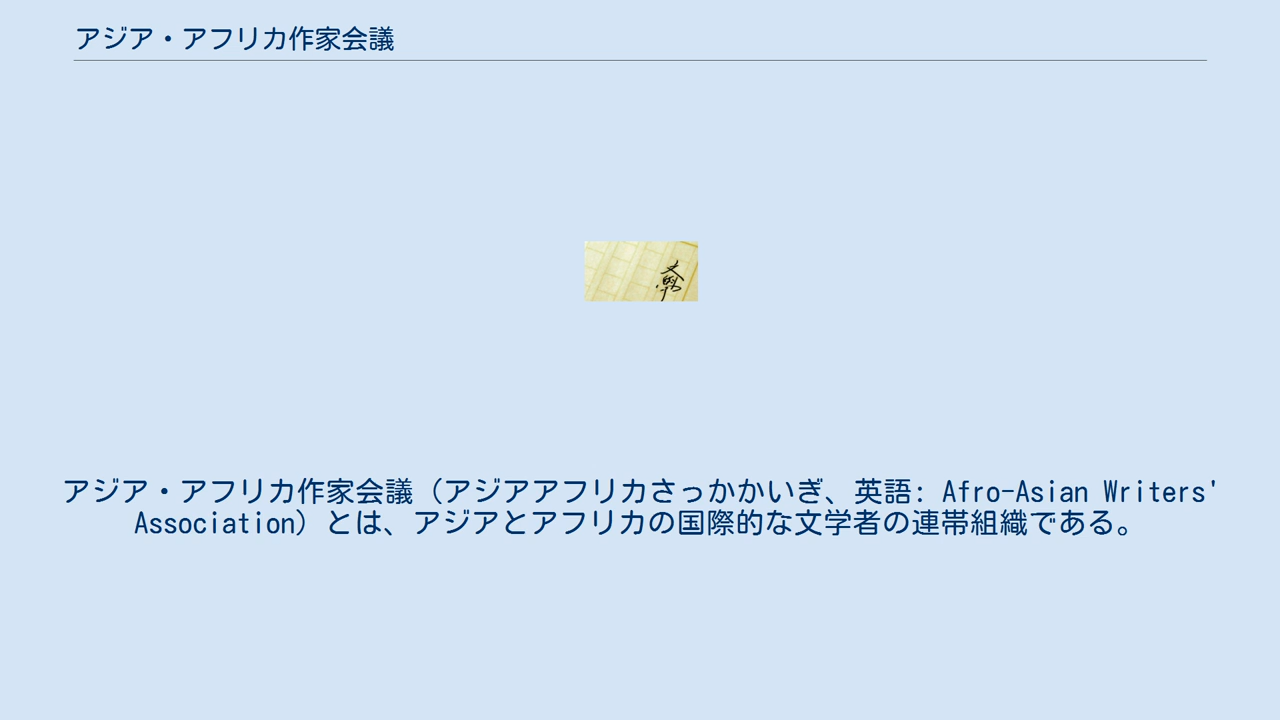 アジア・アフリカ作家会議
アジア・アフリカ作家会議（アジアアフリカさっかかいぎ、英語: Afro-Asian Writers'
Association）とは、アジアとアフリカの国際的な文学者の連帯組織である。